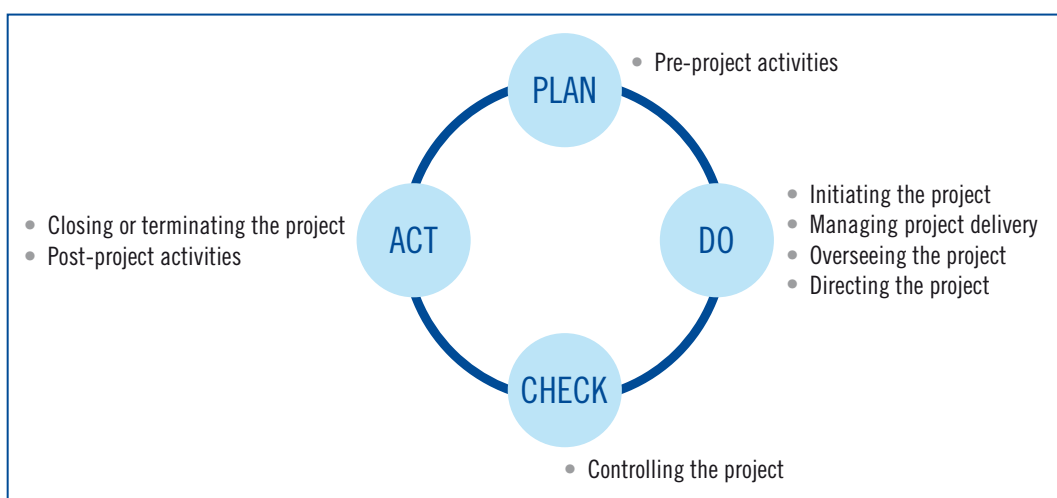 PLAN
• Pre-project activities
DO
• Initiating the project
• Managing project delivery
• Overseeing the project
• Directing the project
CHECK
• Controlling the project
ACT
• Closing or terminating the project
• Post-project activities